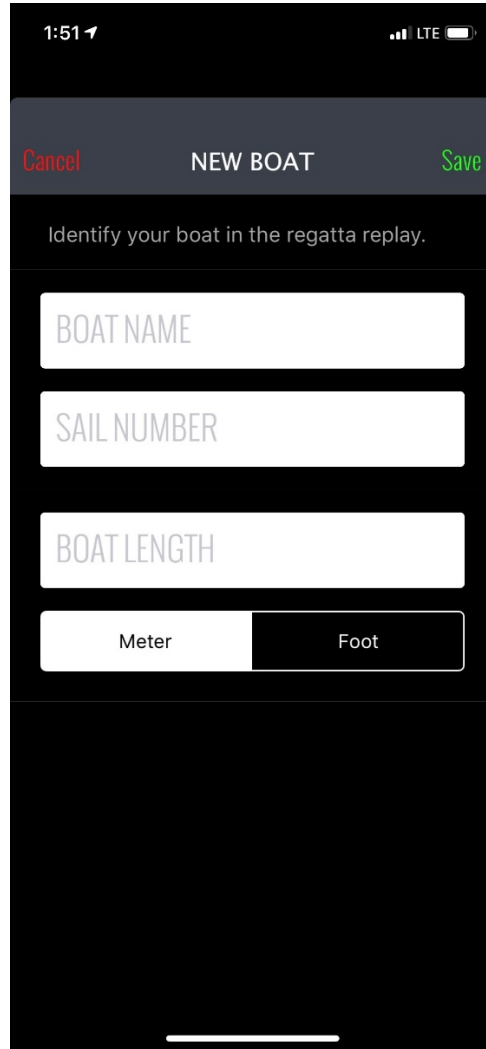 1:51 LTE
Cancel NEW BOAT Save
Identify your boat in the regatta replay.
BOAT NAME
SAIL NUMBER
BOAT LENGTH
Meter Foot